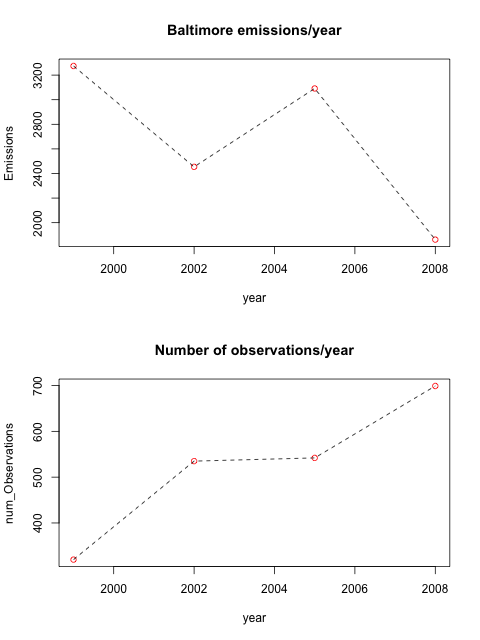 Baltimore emissions/year
Emissions
3200
2800
2400
2000
2000 2002 2004 2006 2008
year
Number of observations/year
num_Observations
700
600
500
400
2000 2002 2004 2006 2008
year